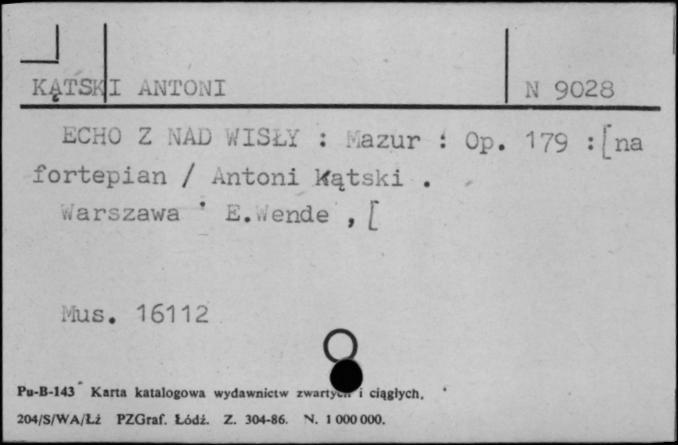 KĄTSKI ANTONI N 9028
ECHO Z NAD WISŁY : Mazur : Op. 179 :[na
fortepian / Antoni Kątski .
Warszawa : E.Wende , [
Mus. 16112
Pu-B-143 Karta katalogowa wydawnictw zwartych i ciągłych.
204/S/WA/Łż PZGraf. Łódź. Z. 304-86. N. 1 000 000.